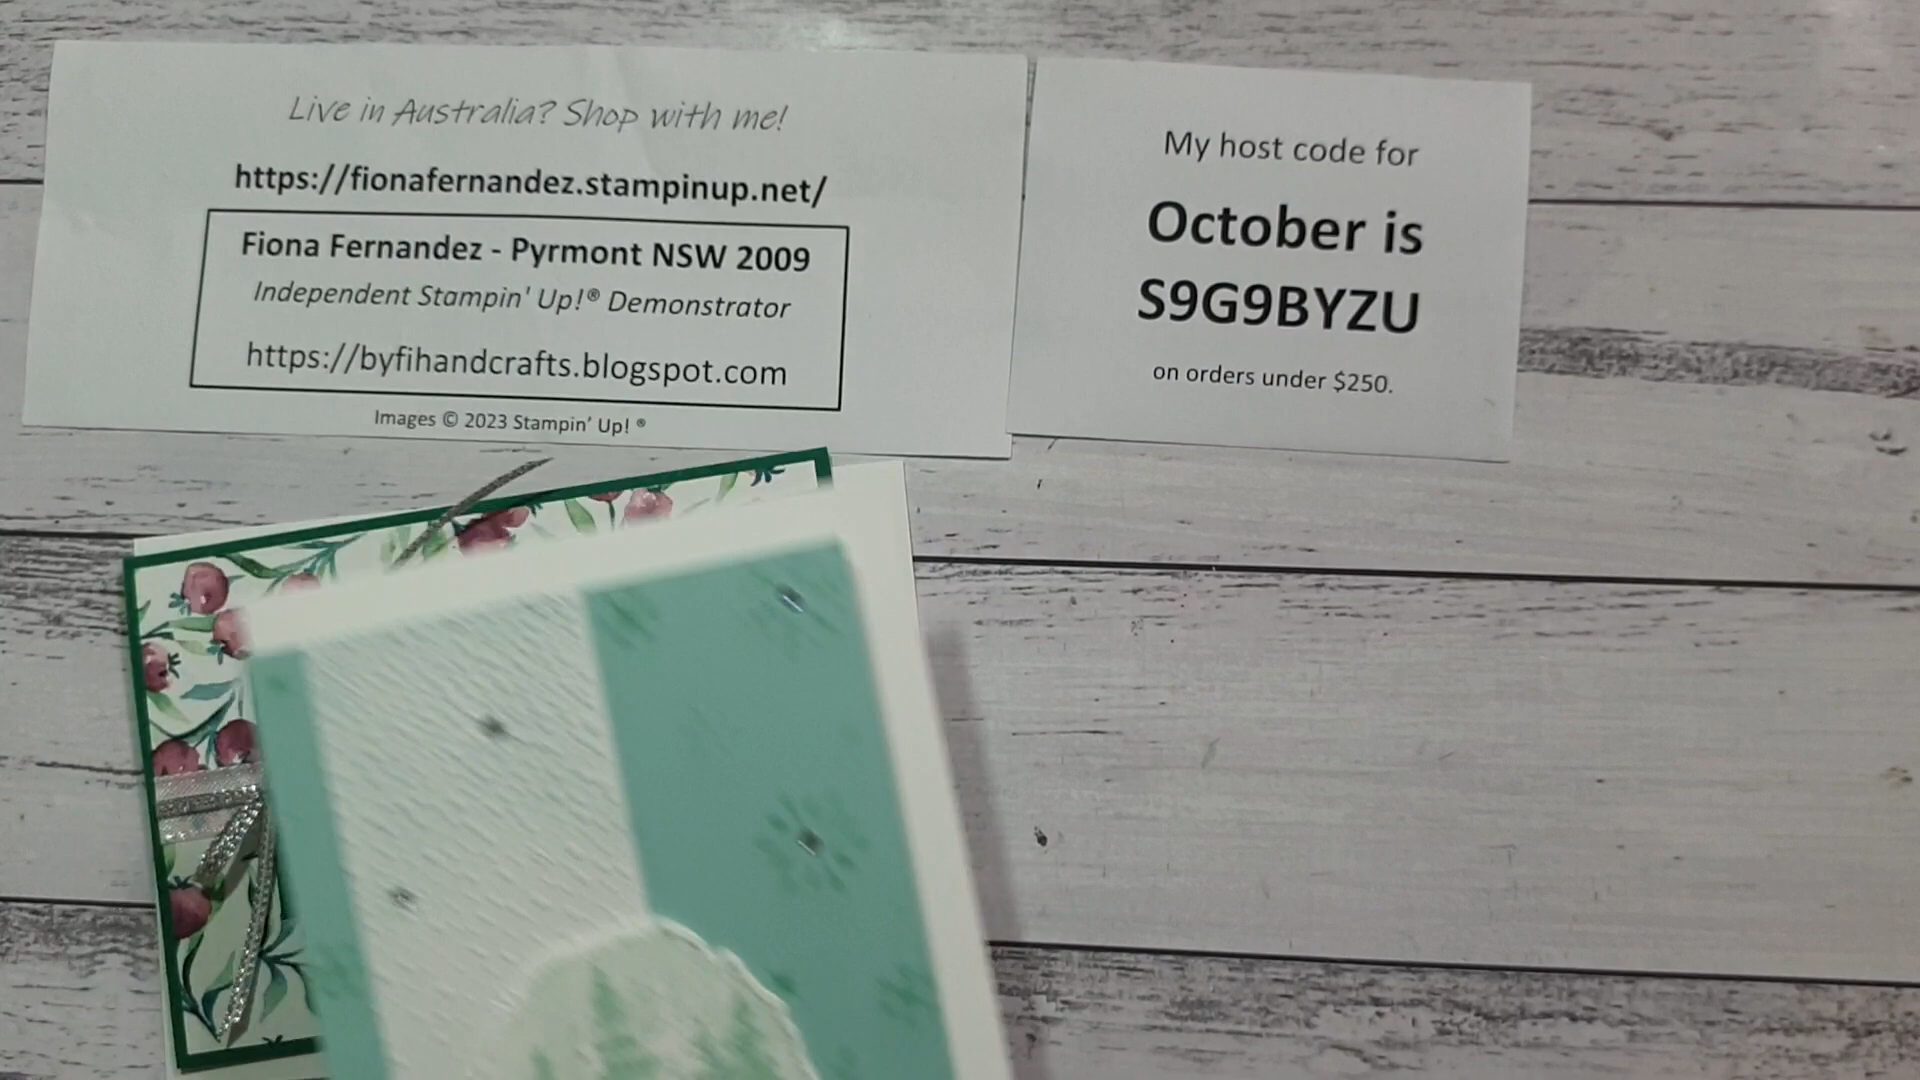 Live in Australia? Shop with me!
https://fionafernandez.stampinup.net/
Fiona Fernandez - Pyrmont NSW 2009
Independent Stampin' Up!® Demonstrator
https://byfihandcrafts.blogspot.com
Images © 2023 Stampin’ Up! ®
My host code for
October is
S9G9BYZU
on orders under $250.